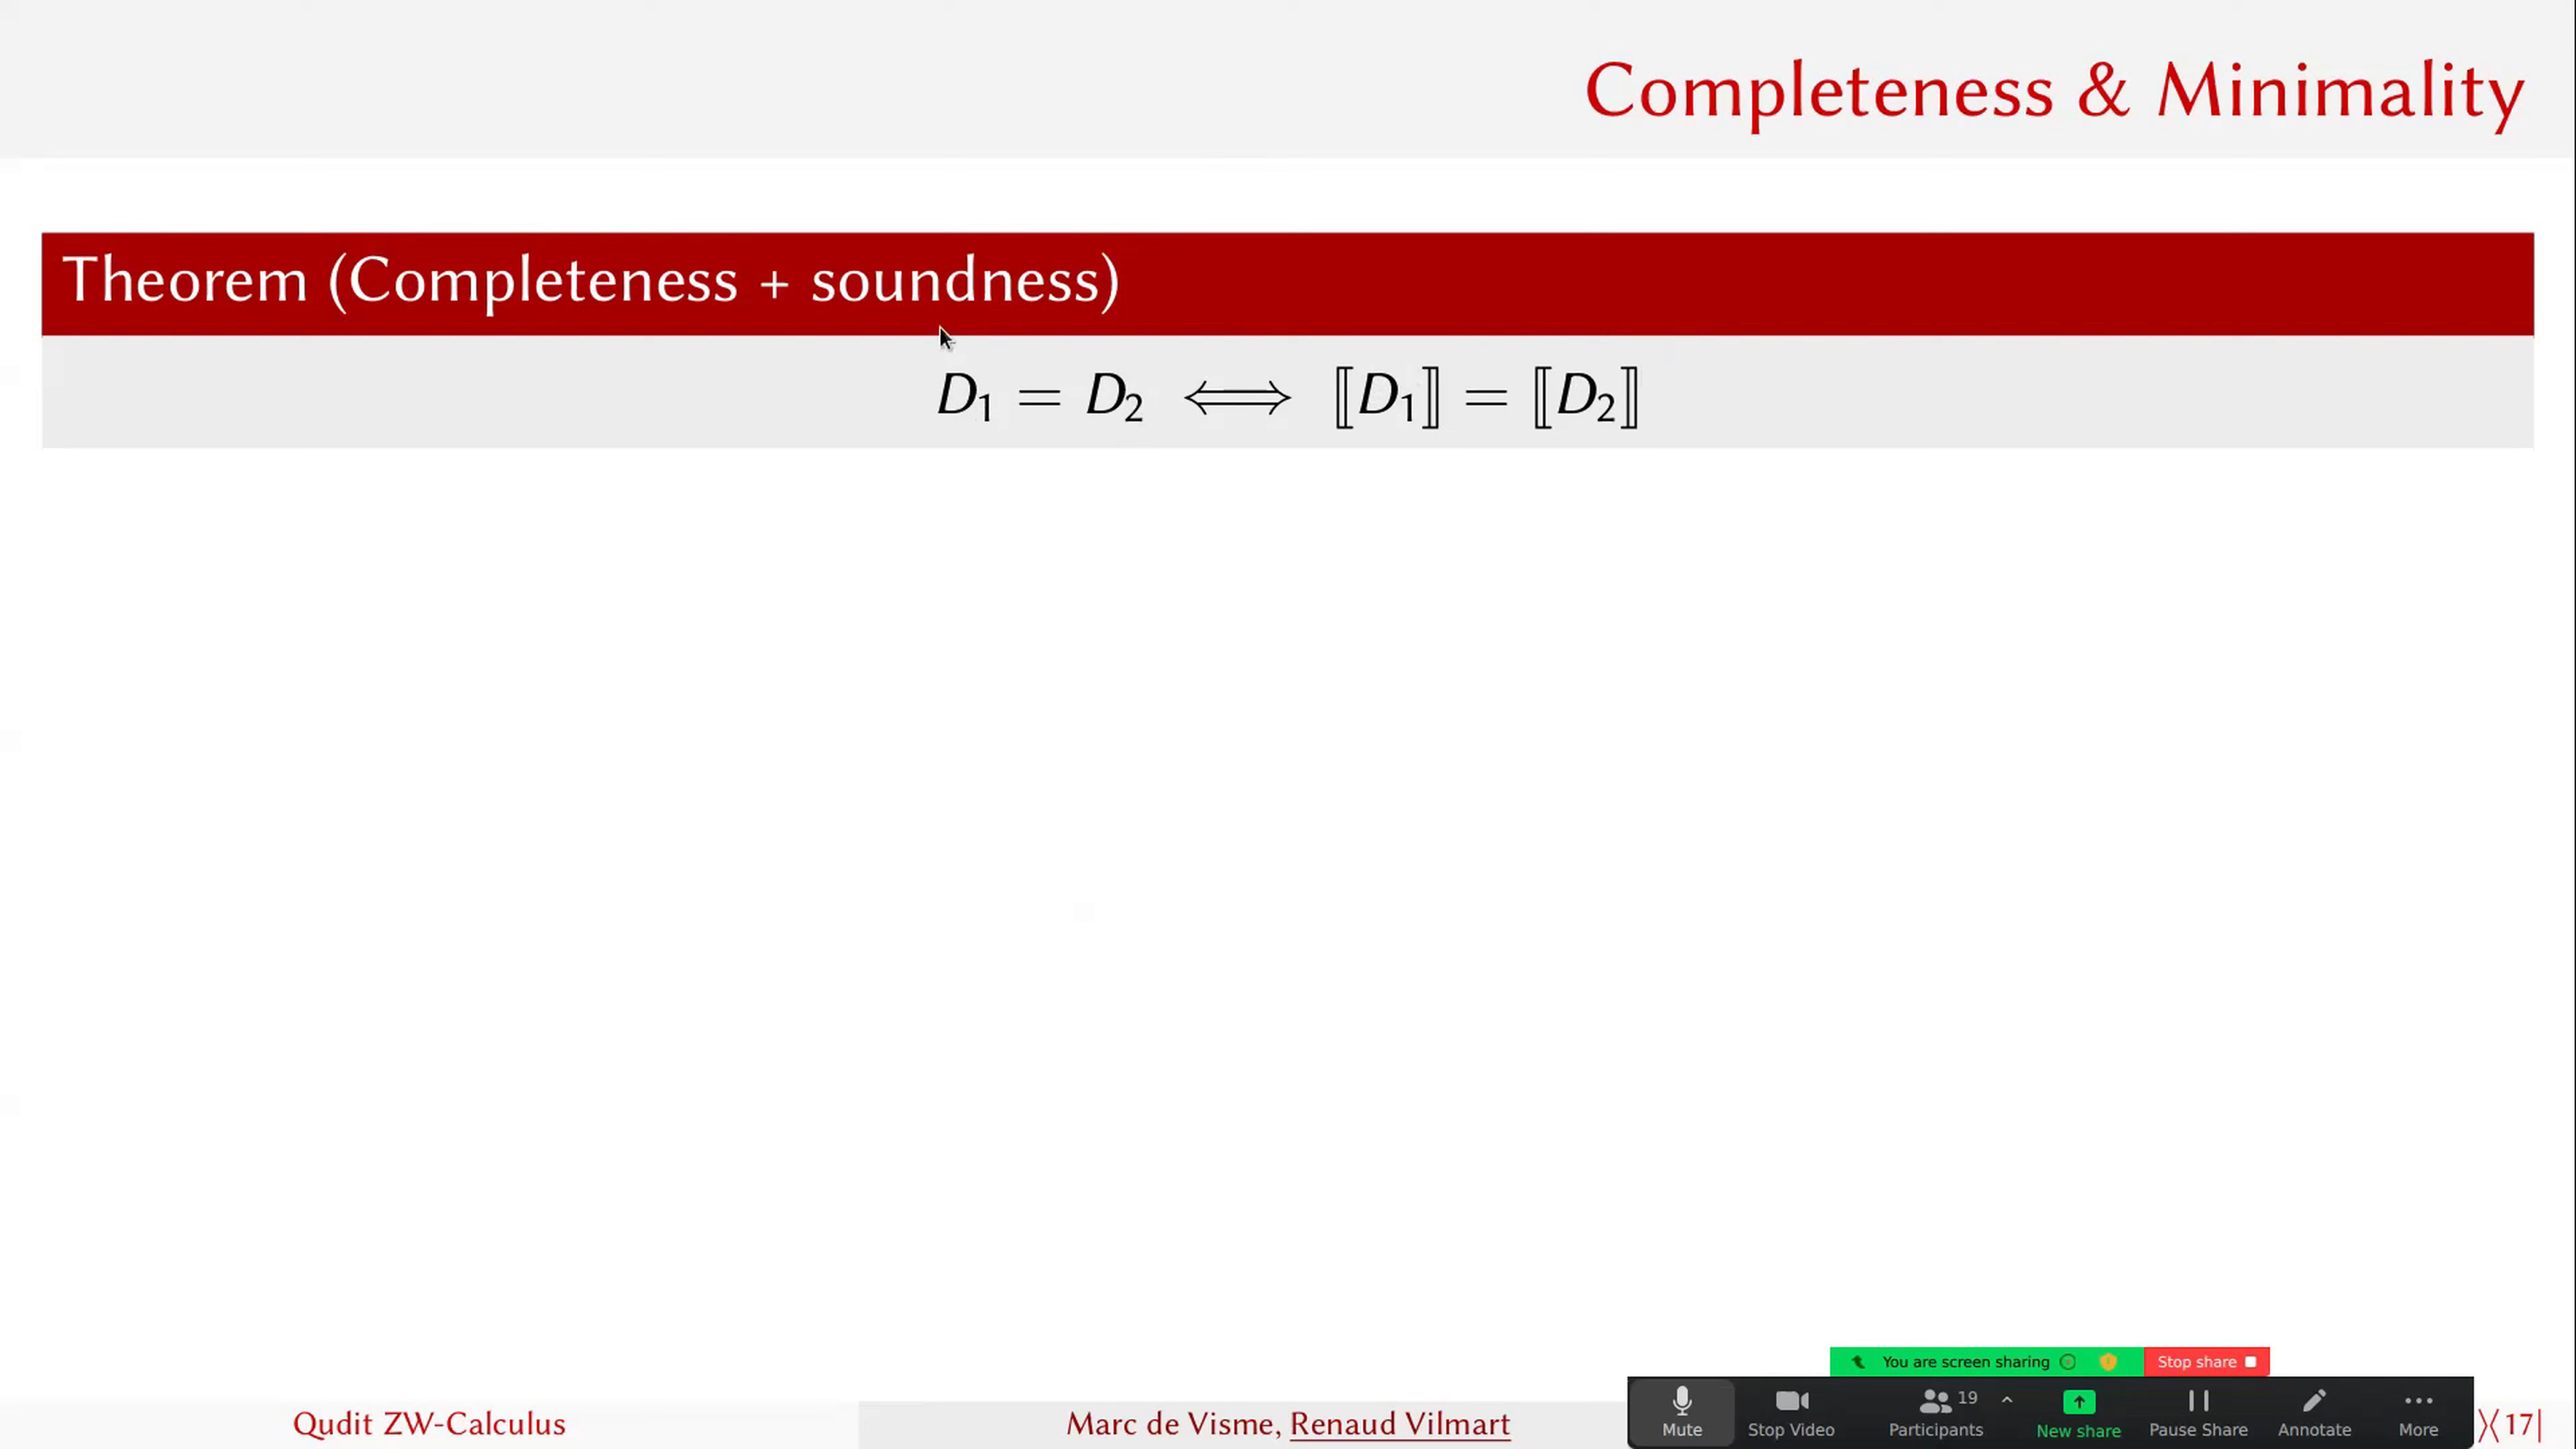 Completeness & Minimality
Theorem (Completeness + soundness)
D₁ = D₂ ⟺ ⟦D₁⟧ = ⟦D₂⟧
You are screen sharing Stop share
Mute Stop Video Participants 19 New share Pause Share Annotate More
Qudit ZW-Calculus Marc de Visme, Renaud Vilmart 17